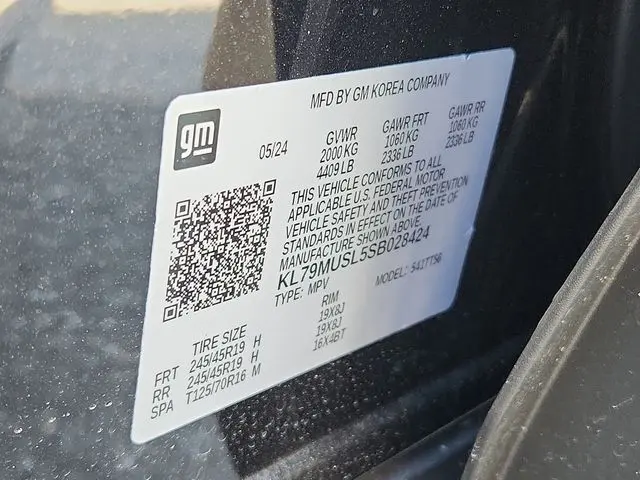 MFD BY GM KOREA COMPANY
gm
05/24
GVWR GAWR FRT GAWR RR
2000 KG 1060 KG 1060 KG
4409 LB 2336 LB 2336 LB
THIS VEHICLE CONFORMS TO ALL
APPLICABLE U.S. FEDERAL MOTOR
VEHICLE SAFETY AND THEFT PREVENTION
STANDARDS IN EFFECT ON THE DATE OF
MANUFACTURE SHOWN ABOVE.
KL79MUSL5SB028424
TYPE: MPV MODEL:
TIRE SIZE RIM
FRT 245/45R19 H 19X8J
RR 245/45R19 H 19X8J
SPA T125/70R16 M 16X4BT